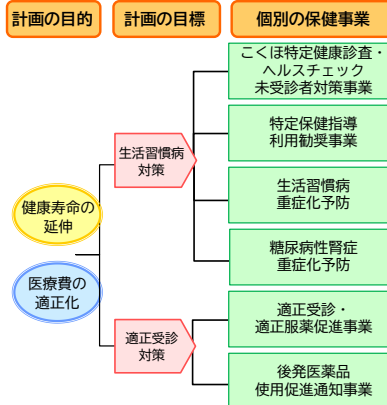 計画の目的
計画の目標
個別の保健事業
こくほ特定健康診査・
ヘルスチェック
未受診者対策事業
特定保健指導
利用勧奨事業
生活習慣病
対策
生活習慣病
重症化予防
健康寿命の
延伸
糖尿病性腎症
重症化予防
医療費の
適正化
適正受診・
適正服薬促進事業
適正受診
対策
後発医薬品
使用促進通知事業